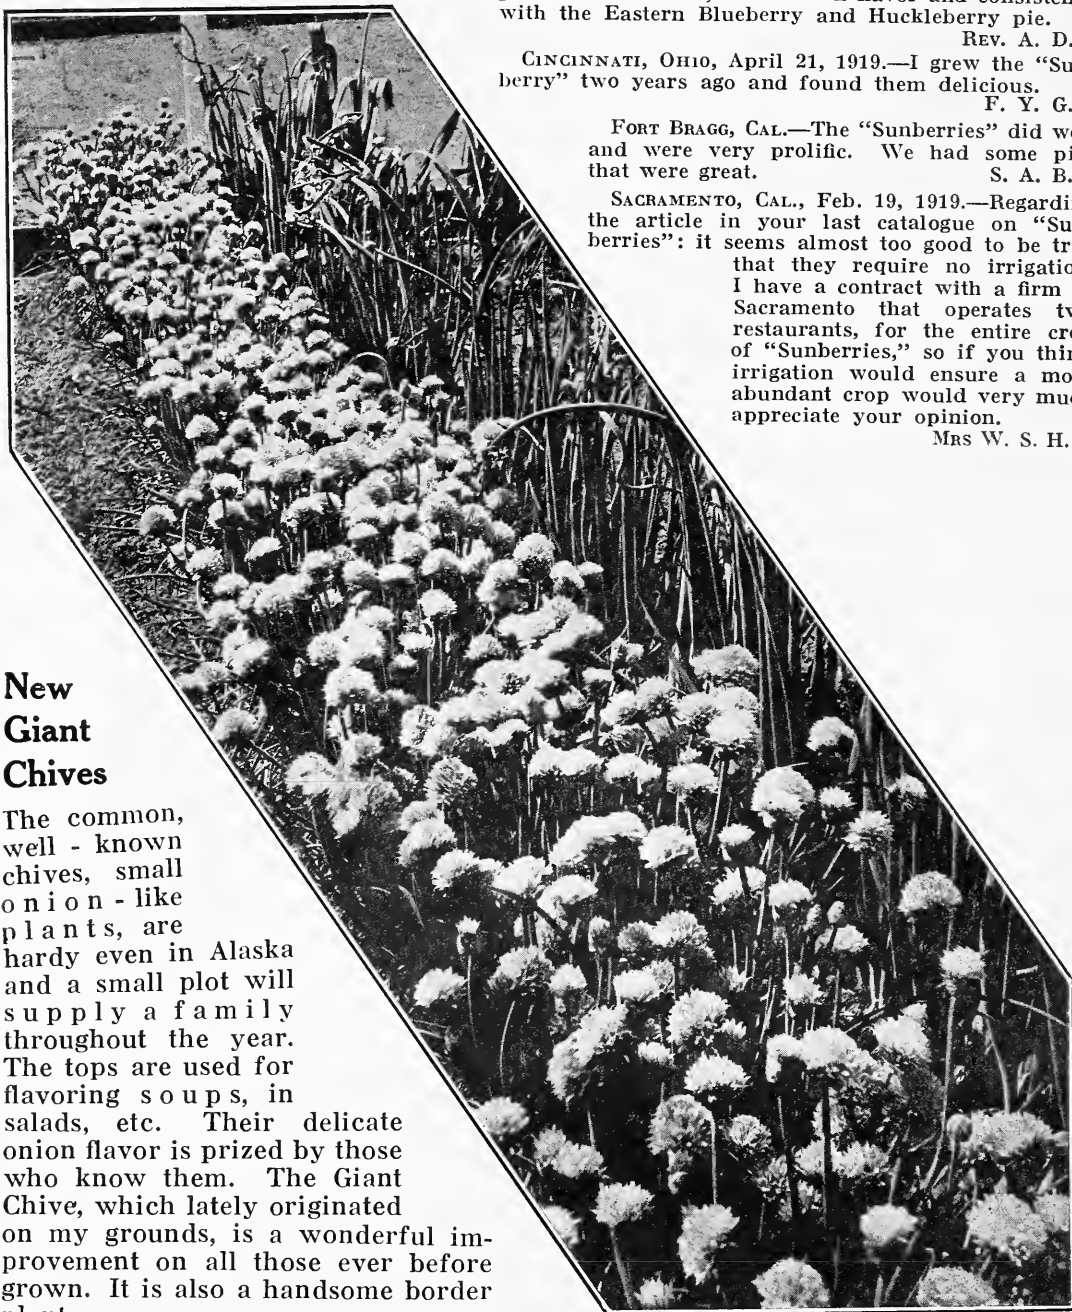 with the Eastern Blueberry and Huckleberry pie.
REV. A. D.
CINCINNATI, OHIO, April 21, 1919.—I grew the “Su
berry” two years ago and found them delicious.
F. Y. G.
FORT BRAGG, CAL.—The “Sunberries” did we
and were very prolific. We had some pi
that were great. S. A. B.
SACRAMENTO, CAL., Feb. 19, 1919.—Regardi
the article in your last catalogue on “Su
berries”: it seems almost too good to be tr
that they require no irrigatio
I have a contract with a firm
Sacramento that operates tw
restaurants, for the entire cr
of “Sunberries,” so if you thin
irrigation would ensure a mo
abundant crop would very mu
appreciate your opinion.
MRS W. S. H.
New
Giant
Chives
The common,
well - known
chives, small
onion - like
plants, are
hardy even in Alaska
and a small plot will
supply a family
throughout the year.
The tops are used for
flavoring soups, in
salads, etc. Their delicate
onion flavor is prized by those
who know them. The Giant
Chive, which lately originated
on my grounds, is a wonderful im-
provement on all those ever before
grown. It is also a handsome border